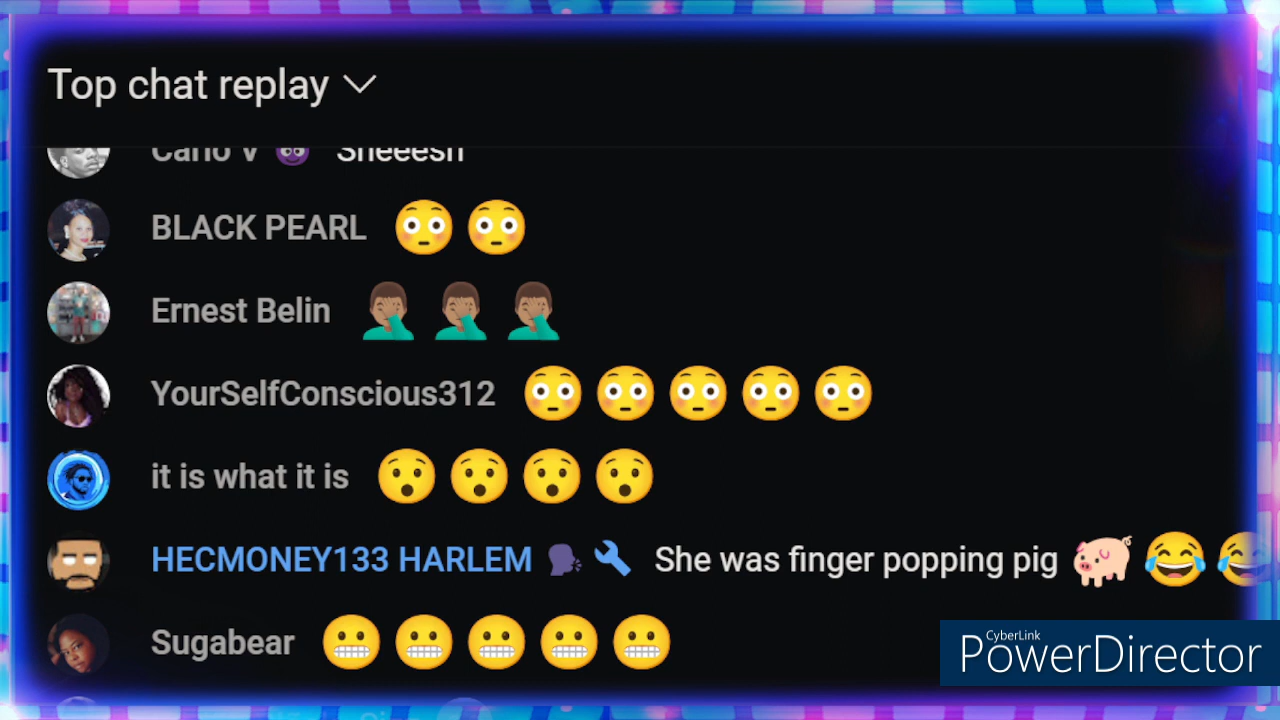 Top chat replay
Carlo V 😈 Sheeesh
BLACK PEARL 😳😳
Ernest Belin 🤦🏽‍♂️🤦🏽‍♂️🤦🏽‍♂️
YourSelfConscious312 😳😳😳😳😳
it is what it is 😯😯😯😯
HECMONEY133 HARLEM 🗣️🔧 She was finger popping pig 🐖😂😂
Sugabear 😬😬😬😬😬
CyberLink
PowerDirector